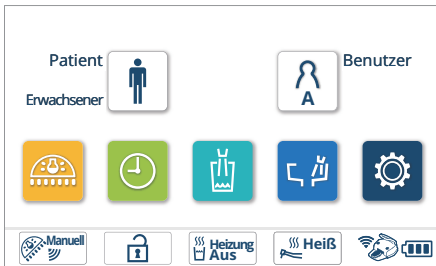 Patient
Benutzer
Erwachsener
A
Manuell
Heizung
Aus
Heiß